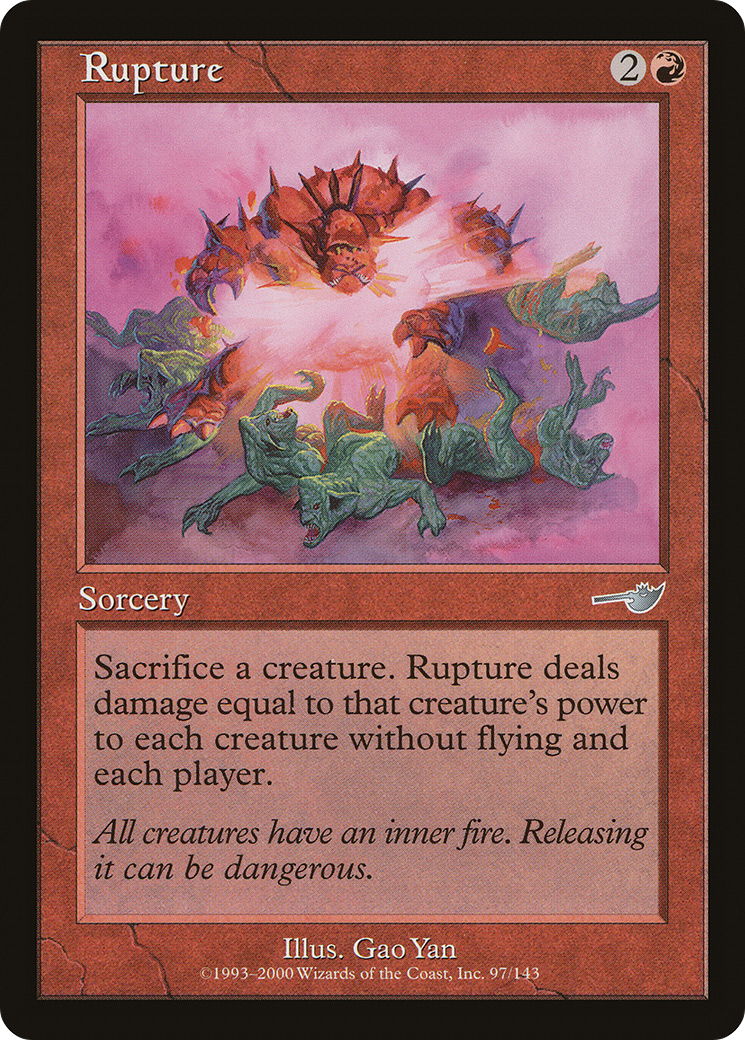 Rupture
2
Sorcery
Sacrifice a creature. Rupture deals
damage equal to that creature’s power
to each creature without flying and
each player.
All creatures have an inner fire. Releasing
it can be dangerous.
Illus. Gao Yan
©1993–2000 Wizards of the Coast, Inc. 97/143